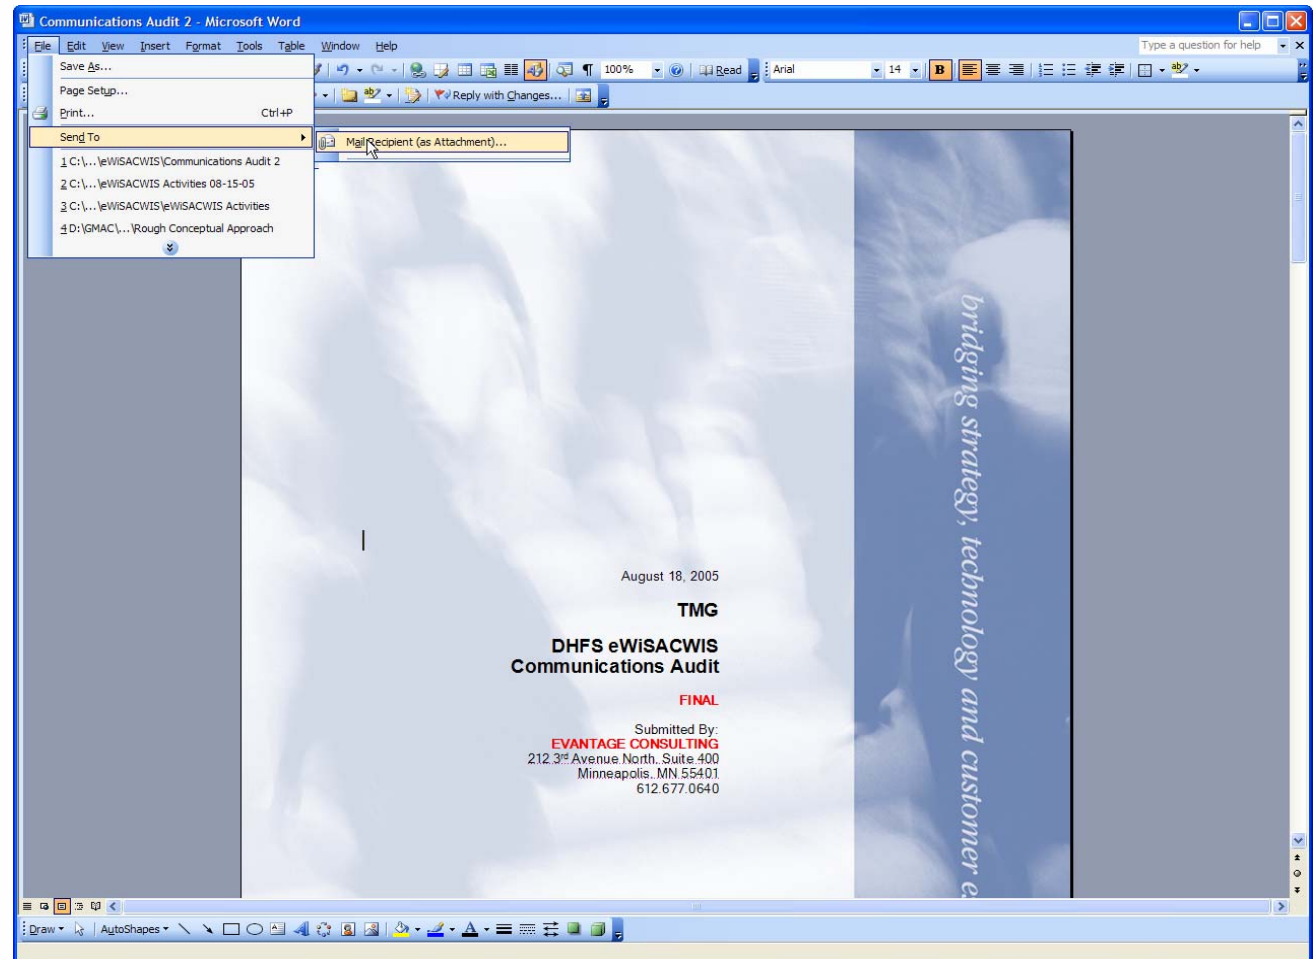 Communications Audit 2 - Microsoft Word
File Edit View Insert Format Tools Table Window Help
Type a question for help
Save As...
100%
Read
Arial
14
B
Page Setup...
Reply with Changes...
Print... Ctrl+P
Send To
Mail Recipient (as Attachment)...
1 C:\...\eWiSACWIS\Communications Audit 2
2 C:\...\eWiSACWIS Activities 08-15-05
3 C:\...\eWiSACWIS\eWiSACWIS Activities
4 D:\GMAC\...\Rough Conceptual Approach
bridging strategy, technology and customer e
August 18, 2005
TMG
DHFS eWiSACWIS
Communications Audit
FINAL
Submitted By:
EVANTAGE CONSULTING
212 3rd Avenue North, Suite 400
Minneapolis, MN 55401
612.677.0640
Draw AutoShapes